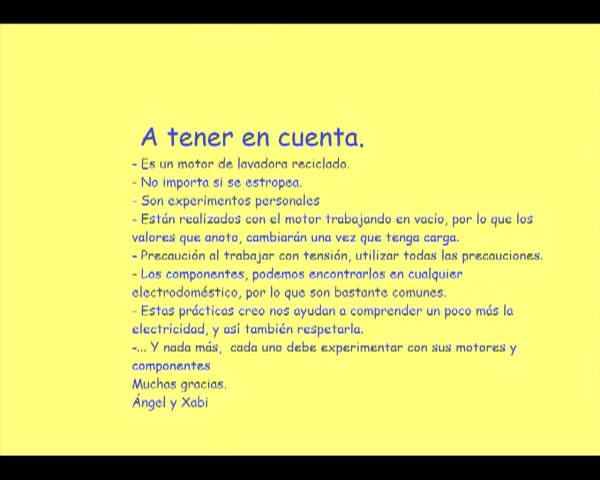 A tener en cuenta.
- Es un motor de lavadora reciclado.
- No importa si se estropea.
- Son experimentos personales
- Están realizados con el motor trabajando en vacio, por lo que los
valores que anoto, cambiarán una vez que tenga carga.
- Precaución al trabajar con tensión, utilizar todas las precauciones.
- Los componentes, podemos encontrarlos en cualquier
electrodoméstico, por lo que son bastante comunes.
- Estas prácticas creo nos ayudan a comprender un poco más la
electricidad, y así también respetarla.
-... Y nada más,  cada uno debe experimentar con sus motores y
componentes
Muchas gracias.
Ángel y Xabi